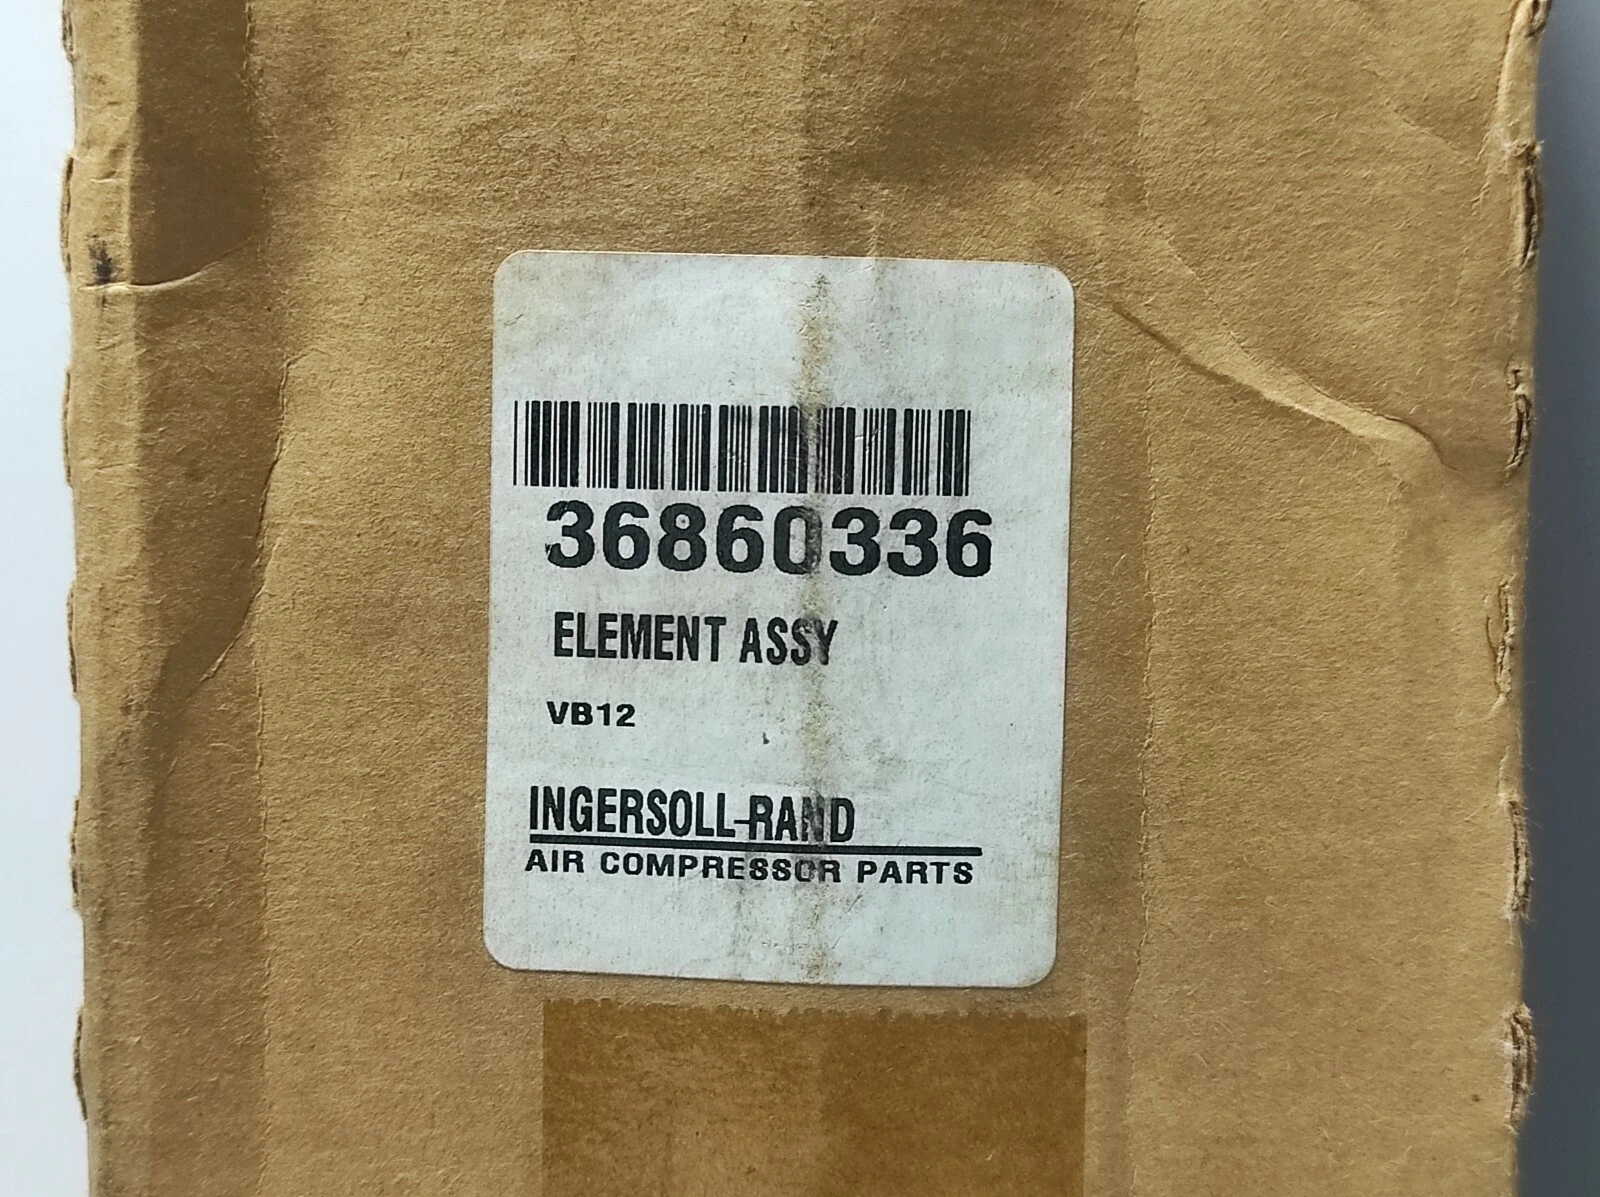 36860336
ELEMENT ASSY
VB12
INGERSOLL-RAND
AIR COMPRESSOR PARTS